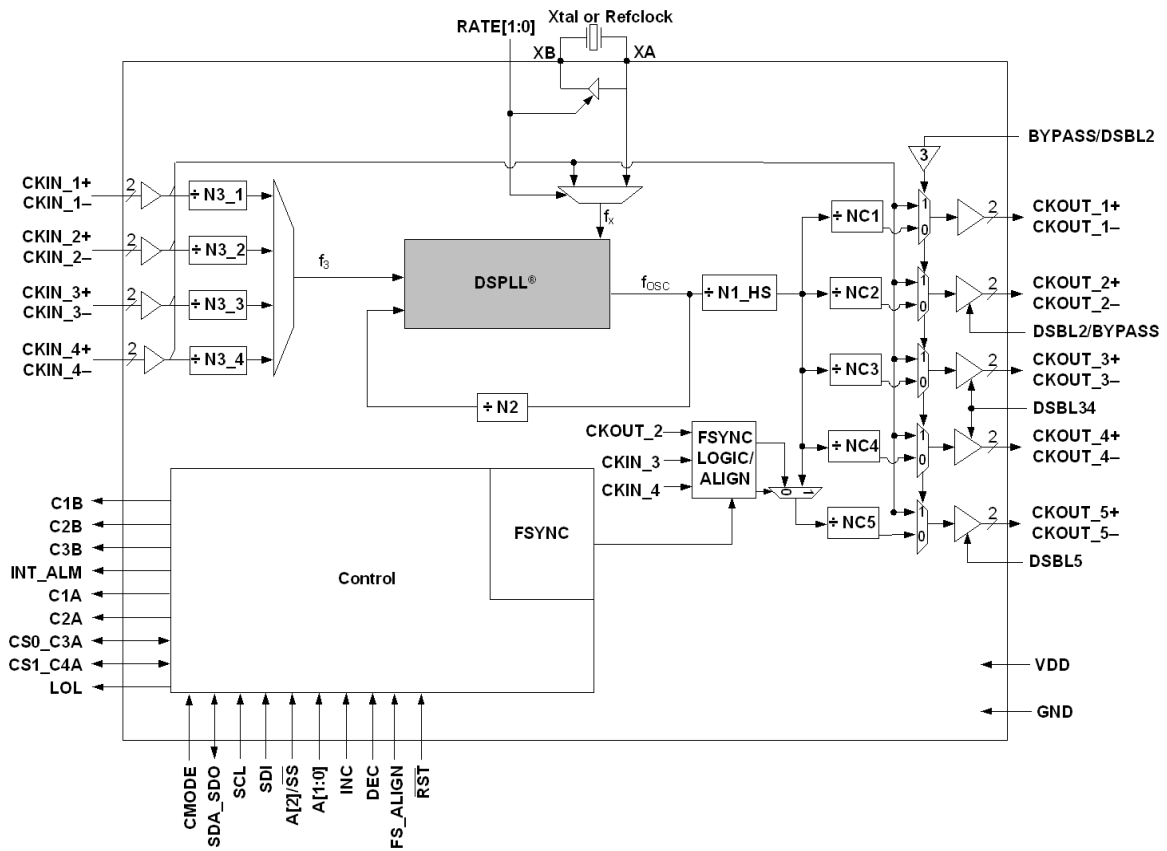 Xtal or Refclock
RATE[1:0]
XB
XA
BYPASS/DSBL2
3
CKIN_1+
CKIN_1–
2
÷ N3_1
CKIN_2+
CKIN_2–
2
÷ N3_2
CKIN_3+
CKIN_3–
2
÷ N3_3
CKIN_4+
CKIN_4–
2
÷ N3_4
f3
fx
DSPLL®
fOSC
÷ N1_HS
÷ N2
÷ NC1
1
0
2
CKOUT_1+
CKOUT_1–
÷ NC2
1
0
2
CKOUT_2+
CKOUT_2–
DSBL2/BYPASS
÷ NC3
1
0
2
CKOUT_3+
CKOUT_3–
DSBL34
÷ NC4
1
0
2
CKOUT_4+
CKOUT_4–
CKOUT_2
CKIN_3
CKIN_4
FSYNC
LOGIC/
ALIGN
0
1
÷ NC5
1
0
2
CKOUT_5+
CKOUT_5–
DSBL5
FSYNC
Control
C1B
C2B
C3B
INT_ALM
C1A
C2A
CS0_C3A
CS1_C4A
LOL
VDD
GND
CMODE
SDA_SDO
SCL
SDI
A[2]/SS
A[1:0]
INC
DEC
FS_ALIGN
RST